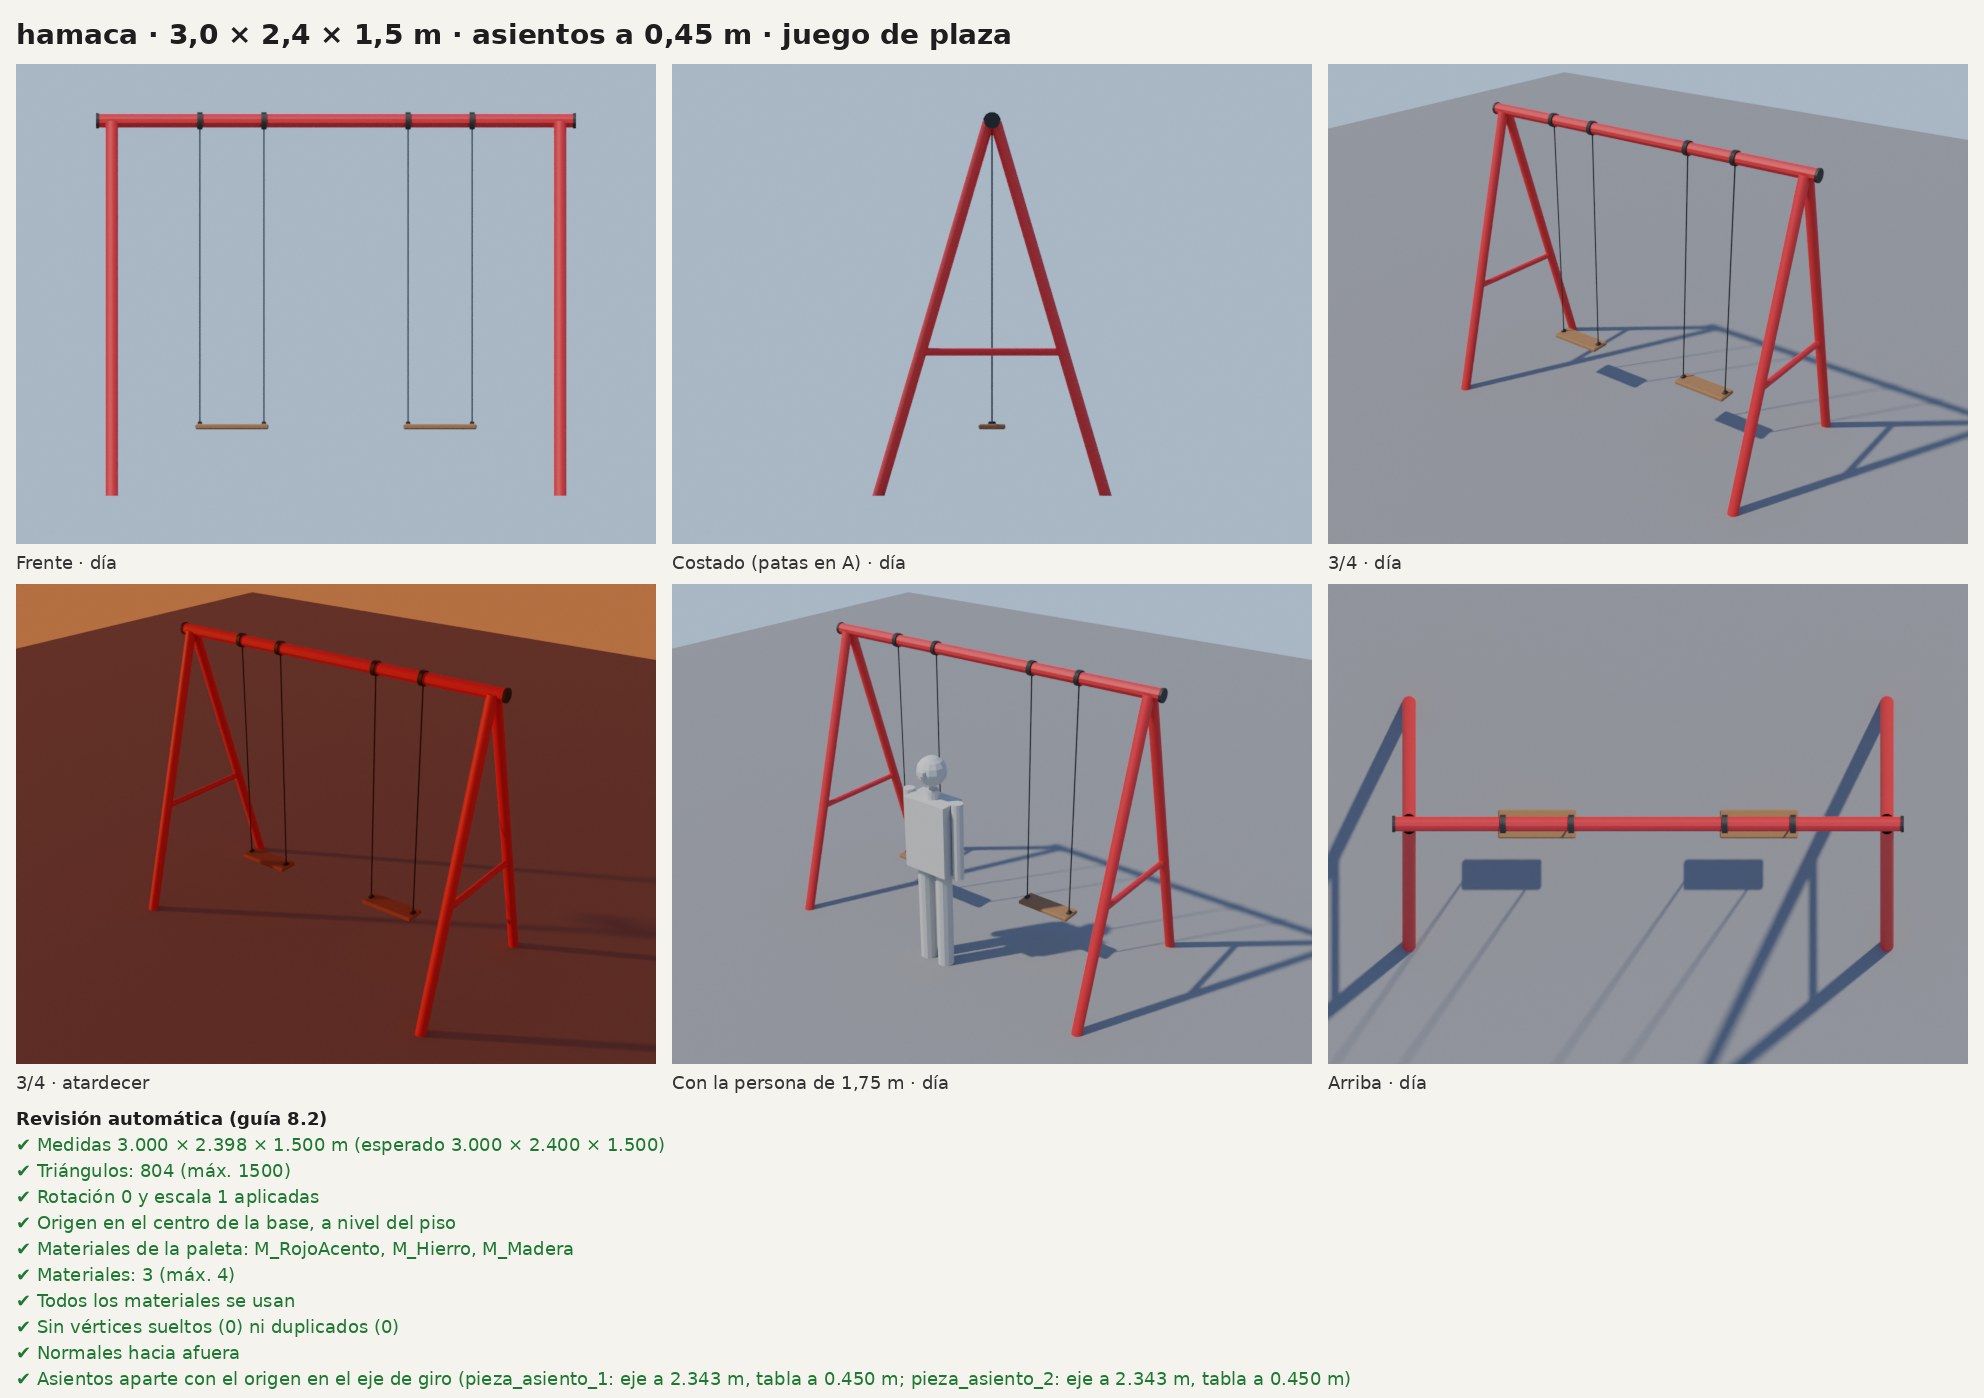 hamaca · 3,0 × 2,4 × 1,5 m · asientos a 0,45 m · juego de plaza
Frente · día
Costado (patas en A) · día
3/4 · día
3/4 · atardecer
Con la persona de 1,75 m · día
Arriba · día
Revisión automática (guía 8.2)
✔ Medidas 3.000 × 2.398 × 1.500 m (esperado 3.000 × 2.400 × 1.500)
✔ Triángulos: 804 (máx. 1500)
✔ Rotación 0 y escala 1 aplicadas
✔ Origen en el centro de la base, a nivel del piso
✔ Materiales de la paleta: M_RojoAcento, M_Hierro, M_Madera
✔ Materiales: 3 (máx. 4)
✔ Todos los materiales se usan
✔ Sin vértices sueltos (0) ni duplicados (0)
✔ Normales hacia afuera
✔ Asientos aparte con el origen en el eje de giro (pieza_asiento_1: eje a 2.343 m, tabla a 0.450 m; pieza_asiento_2: eje a 2.343 m, tabla a 0.450 m)